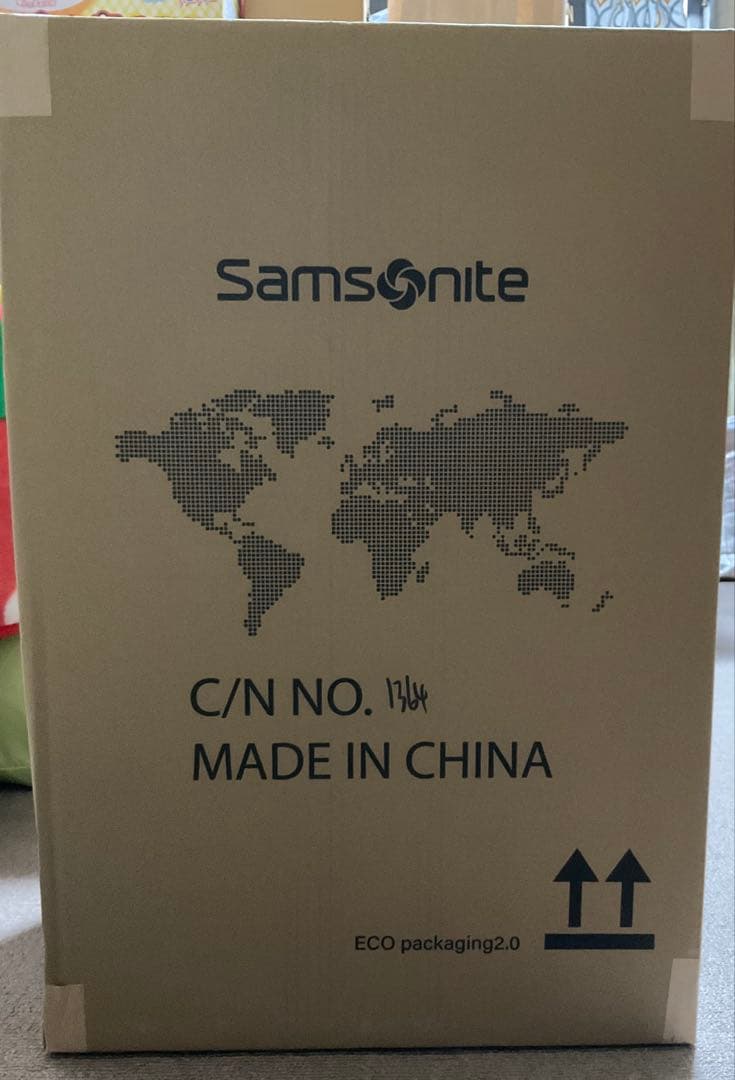 Samsonite
C/N NO. 1364
MADE IN CHINA
ECO packaging2.0